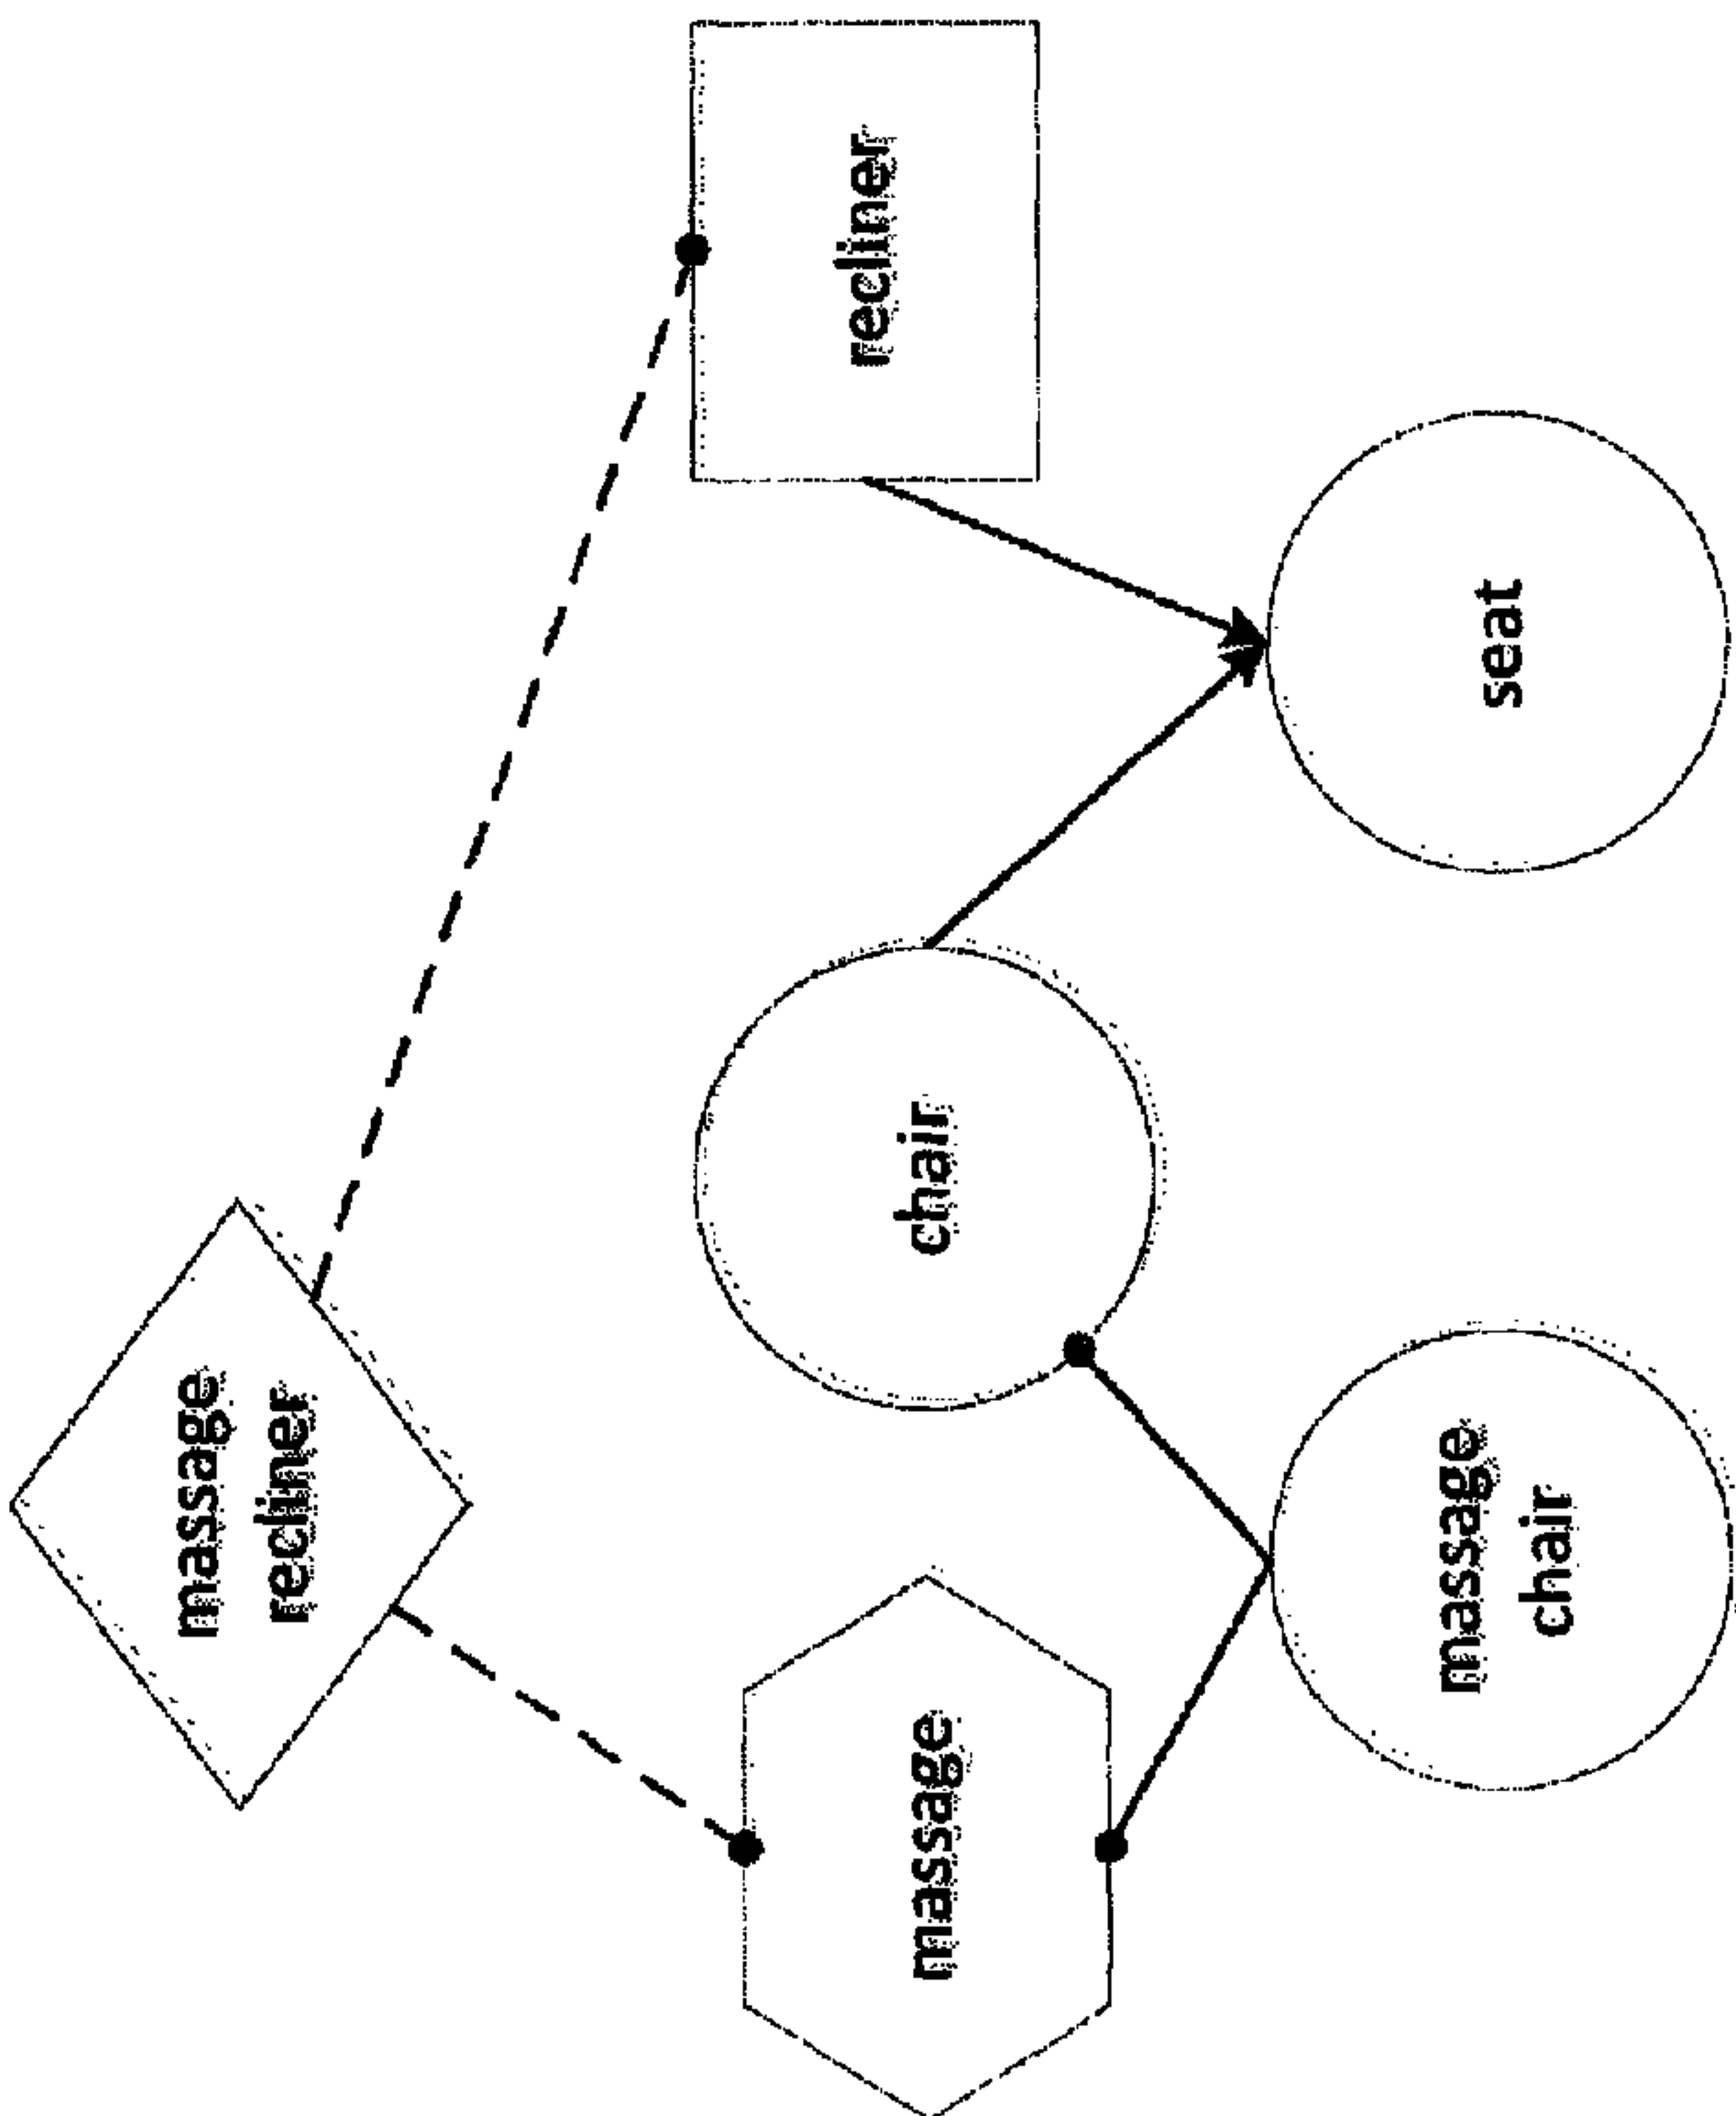 massage
recliner
massage
chair
recliner
massage
chair
seat